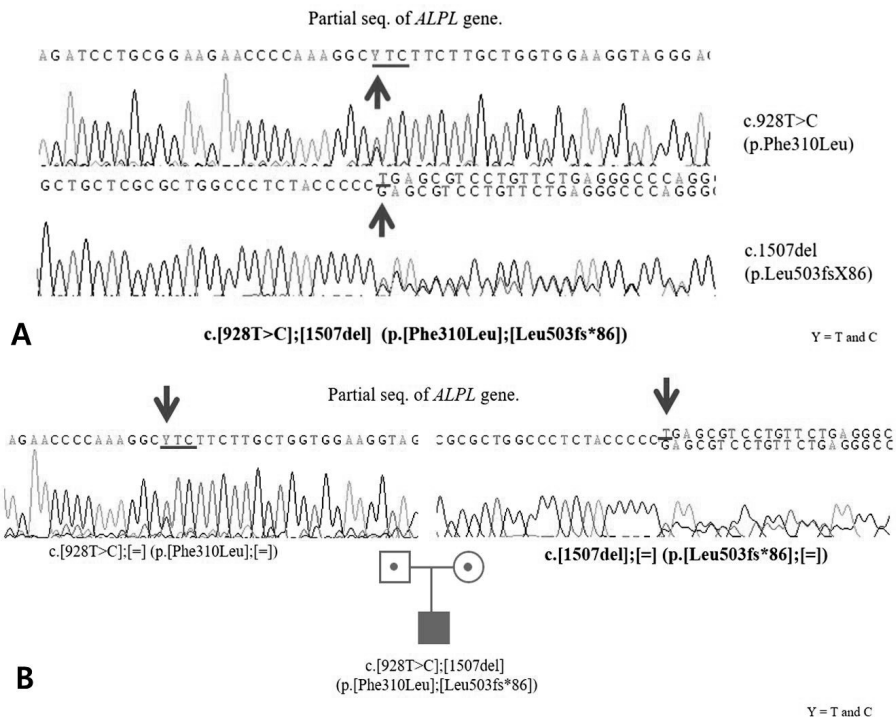 Partial seq. of ALPL gene.
AGATCCTGCGGAAGAACCCCAAAGGCYTCTTCTTGCTGGTGGAAGGTAGGGA
c.928T>C
(p.Phe310Leu)
GCTGCTCGCGCTGGCCCTCTACCCCCTGAGCGTCCTGTTCTGAGGGCCCAGG
GAGCGTCCTGTTCTGAGGGCCCAGGG
c.1507del
(p.Leu503fsX86)
A
c.[928T>C];[1507del] (p.[Phe310Leu];[Leu503fs*86])
Y = T and C
Partial seq. of ALPL gene.
AGAACCCCAAAGGCYTCTTCTTGCTGGTGGAAGGTAG
CGCGCTGGCCCTCTACCCCCTGAGCGTCCTGTTCTGAGGGC
GAGCGTCCTGTTCTGAGGGCC
c.[928T>C];[=] (p.[Phe310Leu];[=])
c.[1507del];[=] (p.[Leu503fs*86];[=])
c.[928T>C];[1507del]
(p.[Phe310Leu];[Leu503fs*86])
B
Y = T and C